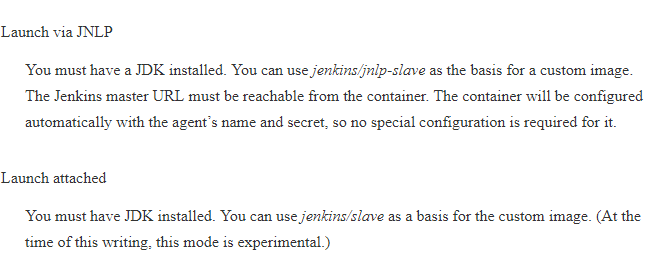 Launch via JNLP
You must have a JDK installed. You can use jenkins/jnlp-slave as the basis for a custom image.
The Jenkins master URL must be reachable from the container. The container will be configured
automatically with the agent’s name and secret, so no special configuration is required for it.
Launch attached
You must have JDK installed. You can use jenkins/slave as a basis for the custom image. (At the
time of this writing, this mode is experimental.)